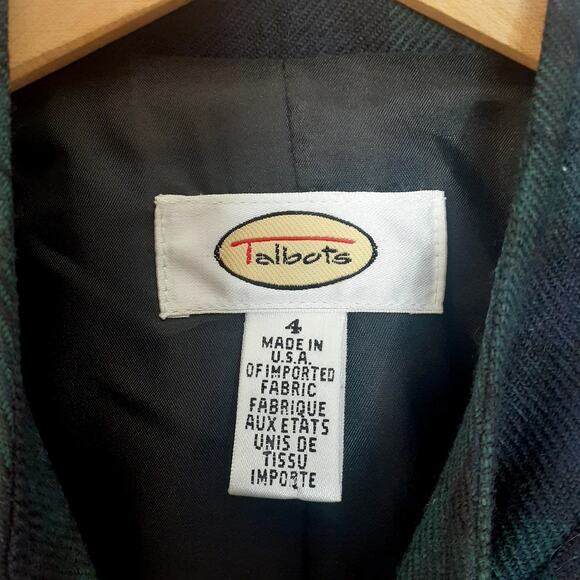 Talbots
4
MADE IN
U.S.A.
OF IMPORTED
FABRIC
FABRIQUE
AUX ETATS
UNIS DE
TISSU
IMPORTE